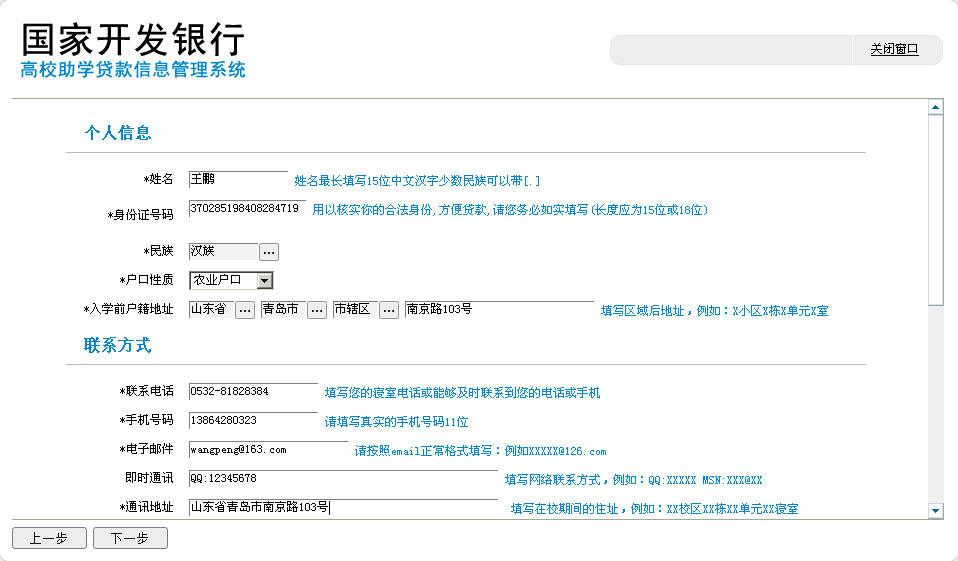 国家开发银行
高校助学贷款信息管理系统
关闭窗口
个人信息
*姓名 王鹏 姓名最长填写15位中文汉字少数民族可以带[.]
*身份证号码 370285198408284719 用以核实你的合法身份,方便贷款,请您务必如实填写(长度应为15位或18位)
*民族 汉族 ...
*户口性质 农业户口
*入学前户籍地址 山东省 ... 青岛市 ... 市辖区 ... 南京路103号 填写区域后地址，例如：X小区X栋X单元X室
联系方式
*联系电话 0532-81828384 填写您的寝室电话或能够及时联系到您的电话或手机
*手机号码 13864280323 请填写真实的手机号码11位
*电子邮件 wangpeng@163.com 请按照email正常格式填写：例如XXXXX@126.com
即时通讯 QQ:12345678 填写网络联系方式，例如：QQ:XXXXX MSN:XXX@XX
*通讯地址 山东省青岛市南京路103号 填写在校期间的住址，例如：XX校区XX栋XX单元XX寝室
上一步 下一步